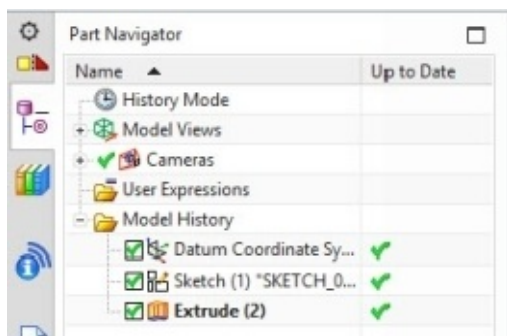 Part Navigator
Name Up to Date
History Mode
Model Views
Cameras
User Expressions
Model History
Datum Coordinate Sy...
Sketch (1) "SKETCH_0...
Extrude (2)